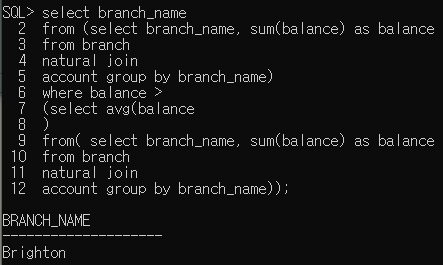 SQL> select branch_name
  2  from (select branch_name, sum(balance) as balance
  3  from branch
  4  natural join
  5  account group by branch_name)
  6  where balance >
  7  (select avg(balance
  8  )
  9  from( select branch_name, sum(balance) as balance
 10  from branch
 11  natural join
 12  account group by branch_name));
BRANCH_NAME
--------------------
Brighton